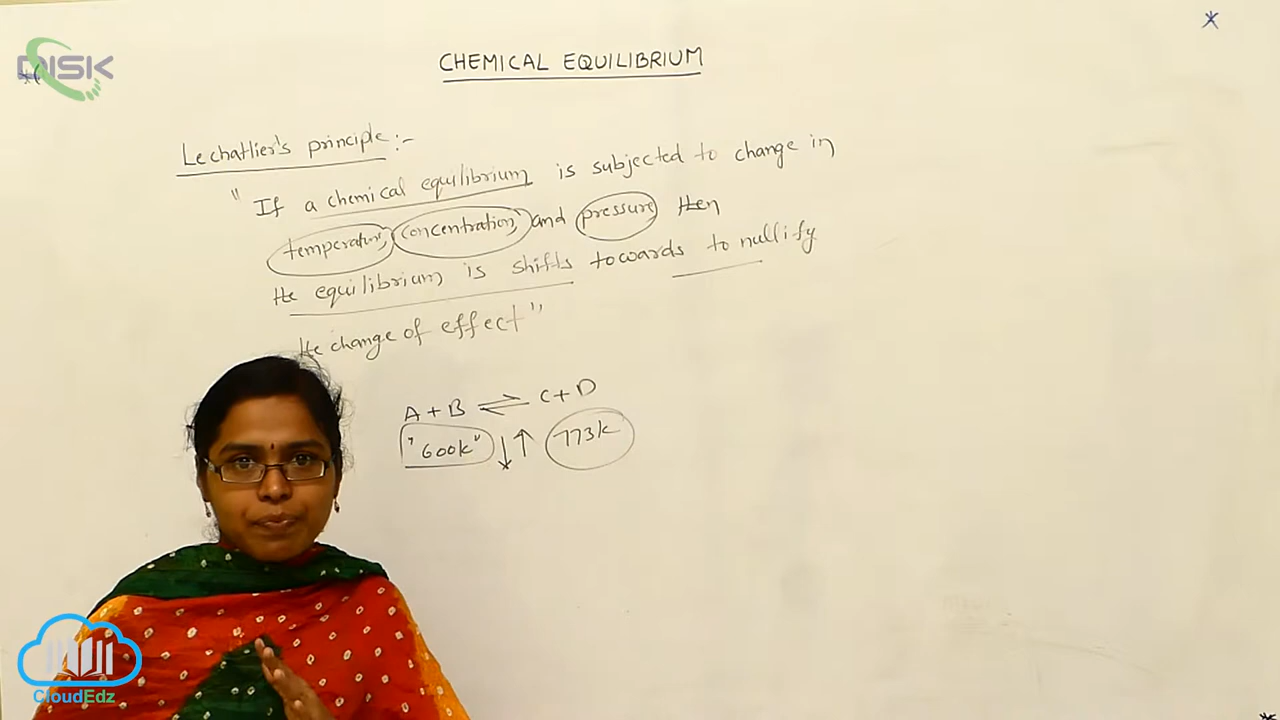 DISK
CHEMICAL EQUILIBRIUM
Lechatlier's principle :-
"If a chemical equilibrium is subjected to change in
temperature, concentration, and pressure then
the equilibrium is shifts towards to nullify
the change of effect"
A + B ⇌ C + D
"600k" ↓↑ 773k
CloudEdz